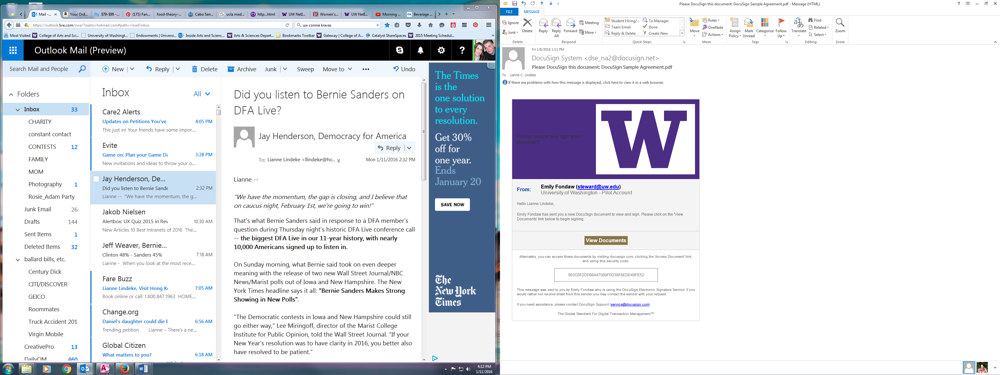 Mail -...
Your Ord...
fly $79-$99 -...
(175) Fan...
food-theory-...
Cabo San...
ucla med...
http...html
UW NetI...
Women's...
UW NetI...
Morning ...
Beverage ...
https://outlook.live.com/owa/?realm=hotmail.com#path=/mail/inbox
uw connie kravas
Most Visited
College of Arts and Sci...
University of Washingt...
Endowments | Universi...
Inside Arts and Scienc...
Arts & Sciences Depart...
Bookmarks Toolbar
Gateway | College of A...
Catalyst ShareSpaces
2015 Meeting Schedul...
Outlook Mail (Preview)
Search Mail and People
New
Reply
Delete
Archive
Junk
Sweep
Move to
Undo
Folders
Inbox 33
CHARITY
constant contact
CONTESTS 12
FAMILY
MOM
Photography 1
Rosie_Adam Party
Junk Email 26
Drafts 144
Sent Items 1
Deleted Items 32
ballard bills, etc.
Century Dick
CITI/DISCOVER
GEICO
Roommates
Truck Accident 201
Virgin Mobile
CreativePro 13
DailyOM 460
Inbox
All
Care2 Alerts
Updates on Petitions You've 4:05 PM
This just in! Your friends have some impor...
Evite
Game on: Plan your Game Da 3:28 PM
New invitations and ideas to throw your o...
Jay Henderson, De...
Did you listen to Bernie Sande 2:32 PM
Lianne -- "We have the momentum, the g...
Jakob Nielsen
Alertbox: UX Quiz 2015 in Rev 10:30 AM
New Articles 10 Best Intranets of 2016 The...
Jeff Weaver, Bernie...
Clinton 48% - Sanders 45% 7:18 AM
Lianne - When you look at the most rece...
Fare Buzz
Lianne Lindeke, Visit Hong K 7:05 AM
Book online or call: 1.800.847.1963 HOME...
Change.org
Daniel's daughter could die b 6:56 AM
Trending petition Lianne – There's a ne...
Global Citizen
What matters to you? 6:18 AM
Did you listen to Bernie Sanders on
DFA Live?
Jay Henderson, Democracy for America
Reply
To: Lianne Lindeke <llindeke@ho...
Mon 1/11/2016 2:32 PM
Lianne --
"We have the momentum, the gap is closing, and I believe that
on caucus night, February 1st, we're going to win!"
That's what Bernie Sanders said in response to a DFA member's
question during Thursday night's historic DFA Live conference call
-- the biggest DFA Live in our 11-year history, with nearly
10,000 Americans signed up to listen in.
On Sunday morning, what Bernie said took on even deeper
meaning with the release of two new Wall Street Journal/NBC
News/Marist polls out of Iowa and New Hampshire. The New
York Times headline says it all: "Bernie Sanders Makes Strong
Showing in New Polls".
"The Democratic contests in Iowa and New Hampshire could still
go either way,” Lee Miringoff, director of the Marist College
Institute for Public Opinion, told the Wall Street Journal. “If your
New Year’s resolution was to have clarity in 2016, you better also
have resolved to be patient."
The Times
is the
one solution
to every
resolution.
Get 30%
off for
one year.
Ends
January 20
SAVE NOW
The
New York
Times
4:12 PM
1/11/2016
Please DocuSign this document: DocuSign Sample Agreement.pdf - Message (HTML)
FILE
MESSAGE
Ignore
Junk
Delete
Delete
Reply
Reply
All
Forward
Meeting
More
Respond
Student Hiring/...
Team Email
Reply & Delete
To Manager
Done
Create New
Quick Steps
Move
Rules
OneNote
Actions
Move
Assign
Policy
Mark
Unread
Categorize
Follow
Up
Tags
Translate
Find
Related
Select
Editing
Zoom
Zoom
Fri 1/8/2016 1:11 PM
DocuSign System <dse_na2@docusign.net>
Please DocuSign this document: DocuSign Sample Agreement.pdf
To Lianne C. Lindeke
If there are problems with how this message is displayed, click here to view it in a web browser.
Please review and sign your
document
W
From: Emily Fondaw (steward@uw.edu)
University of Washington - Pilot Account
Hello Lianne Lindeke,
Emily Fondaw has sent you a new DocuSign document to view and sign. Please click on the 'View
Documents' link below to begin signing.
View Documents
Alternately, you can access these documents by visiting docusign.com, clicking the 'Access Document' link,
and using this security code:
563C0F2DFB8447509F5D38F8EDE49FE52
This message was sent to you by Emily Fondaw who is using the DocuSign Electronic Signature Service. If you
would rather not receive email from this sender you may contact the sender with your request.
If you need assistance, please contact DocuSign Support (service@docusign.com)
The Global Standard For Digital Transaction Management™